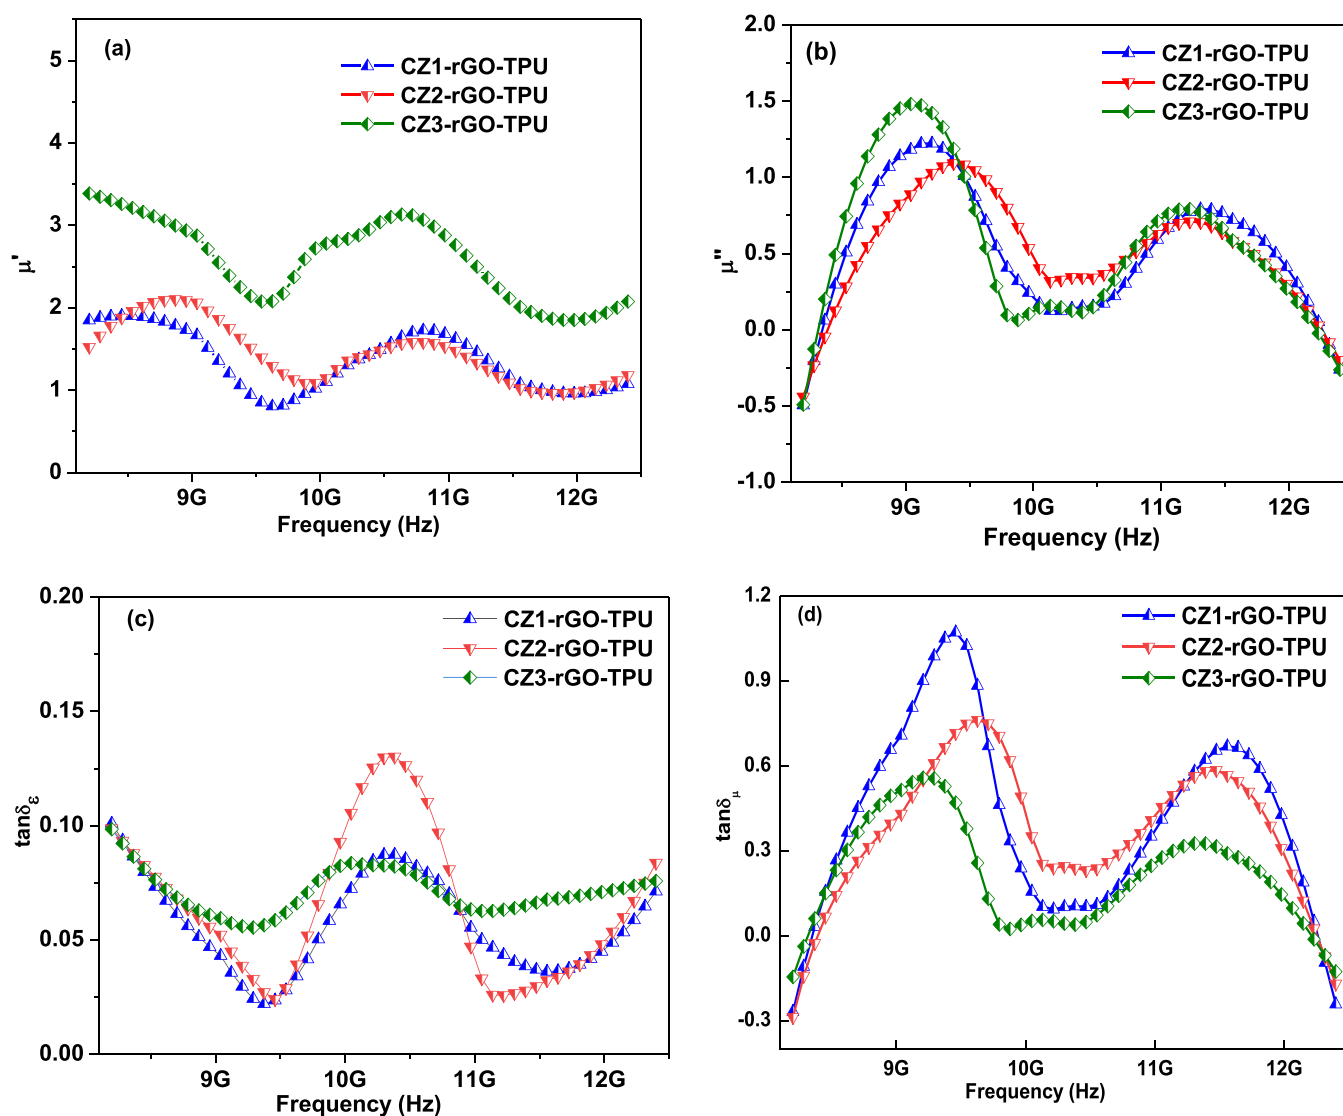 (a)
CZ1-rGO-TPU
CZ2-rGO-TPU
CZ3-rGO-TPU
5
4
3
2
1
0
μ'
9G 10G 11G 12G
Frequency (Hz)
(b)
CZ1-rGO-TPU
CZ2-rGO-TPU
CZ3-rGO-TPU
2.0
1.5
1.0
0.5
0.0
-0.5
-1.0
μ"
9G 10G 11G 12G
Frequency (Hz)
(c)
CZ1-rGO-TPU
CZ2-rGO-TPU
CZ3-rGO-TPU
0.20
0.15
0.10
0.05
0.00
tanδε
9G 10G 11G 12G
Frequency (Hz)
(d)
CZ1-rGO-TPU
CZ2-rGO-TPU
CZ3-rGO-TPU
1.2
0.9
0.6
0.3
0.0
-0.3
tanδμ
9G 10G 11G 12G
Frequency (Hz)